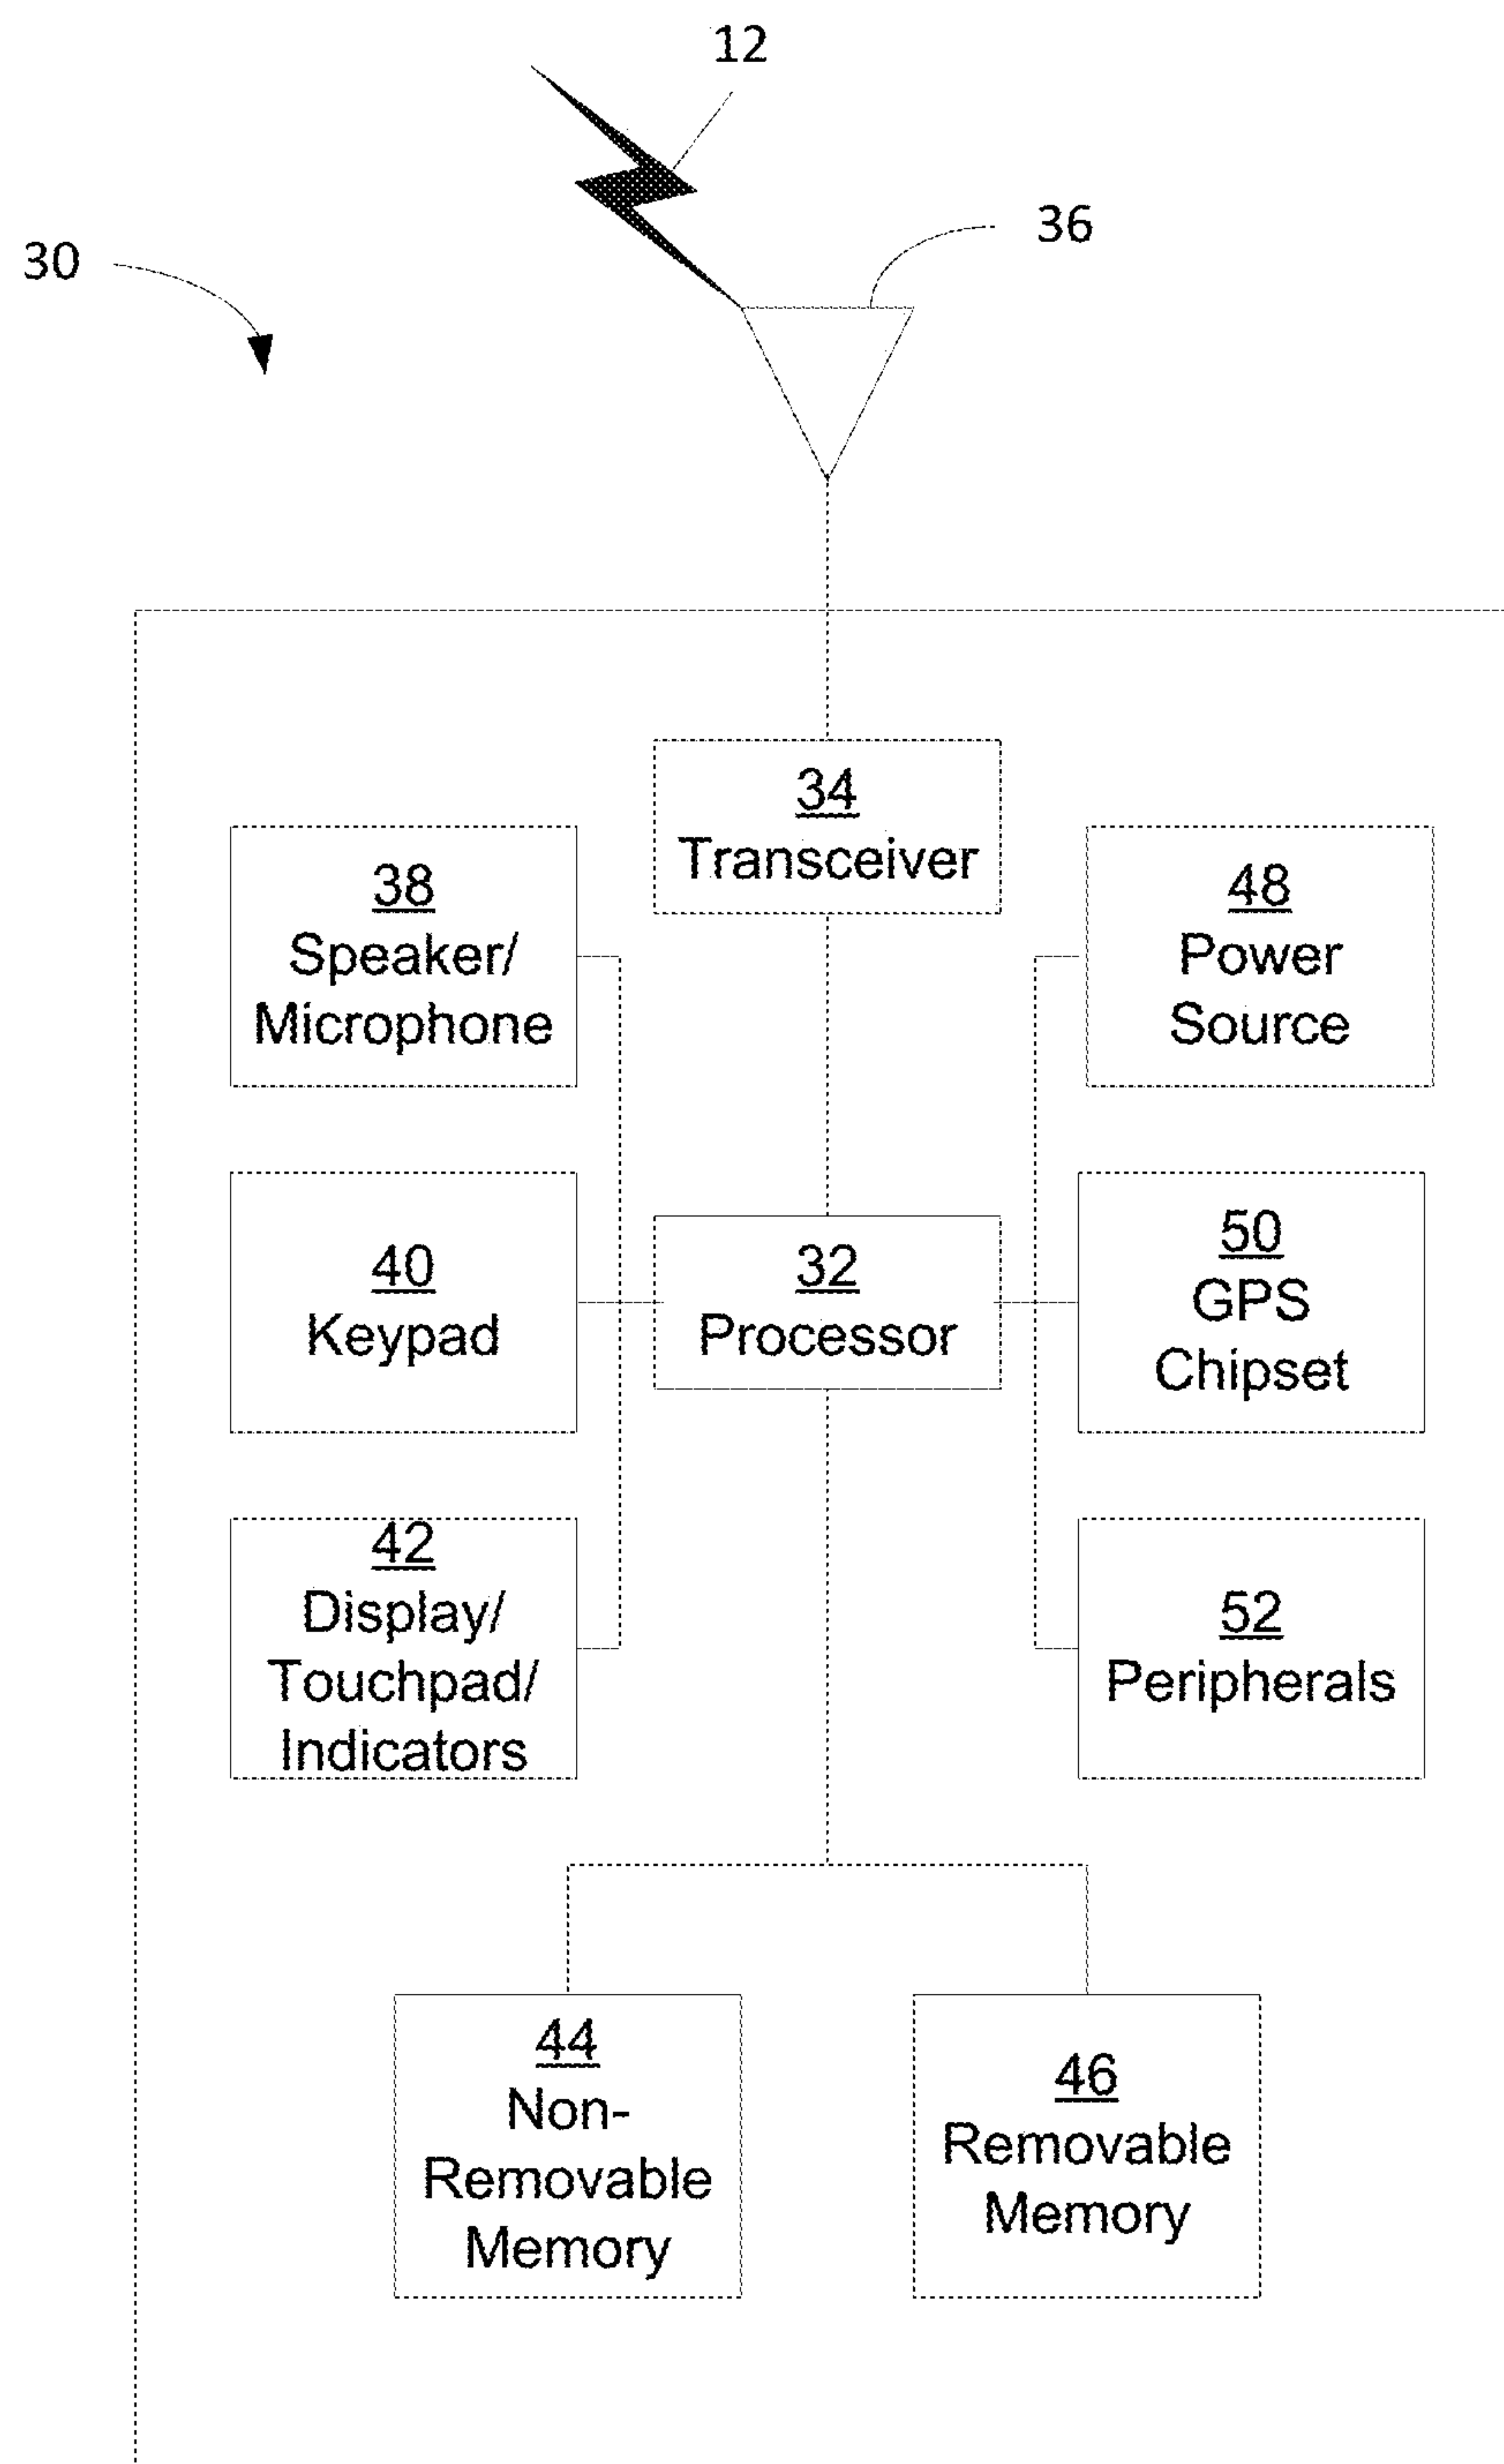 12
36
30
34
Transceiver
38
Speaker/
Microphone
48
Power
Source
40
Keypad
32
Processor
50
GPS
Chipset
42
Display/
Touchpad/
Indicators
52
Peripherals
44
Non-
Removable
Memory
46
Removable
Memory